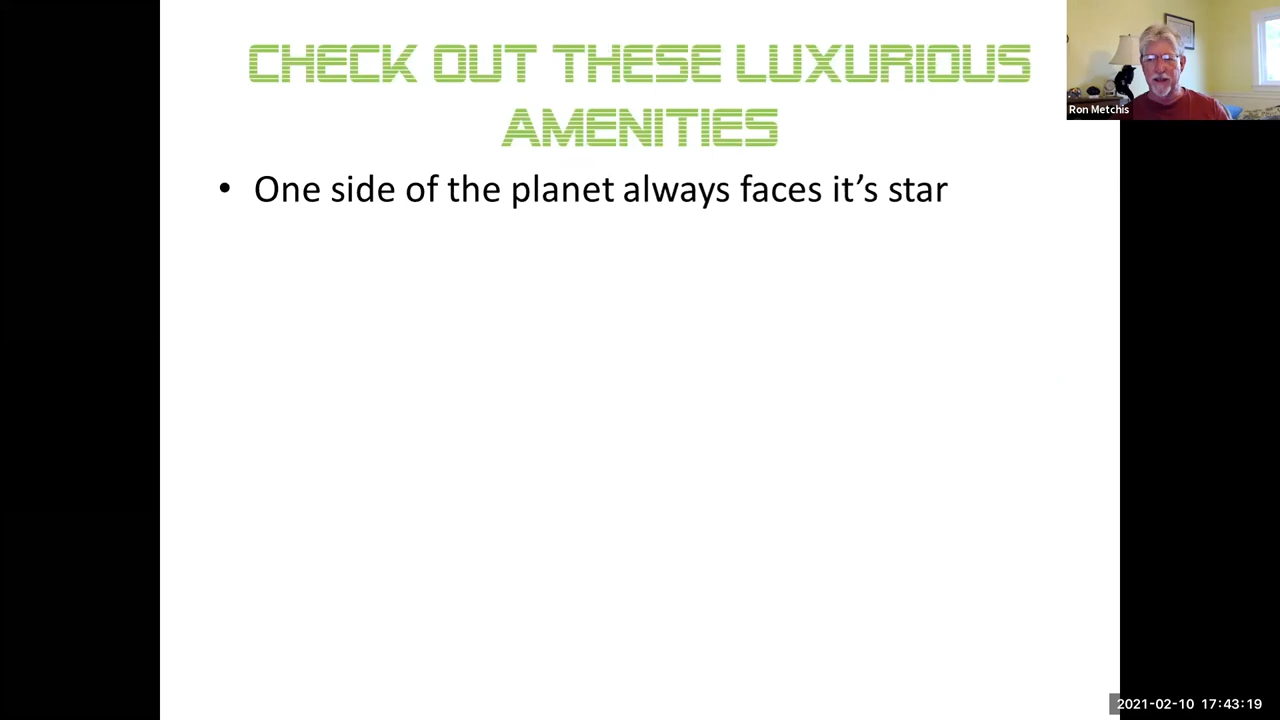 CHECK OUT THESE LUXURIOUS
AMENITIES
• One side of the planet always faces it’s star
Ron Metchis
2021-02-10 17:43:19